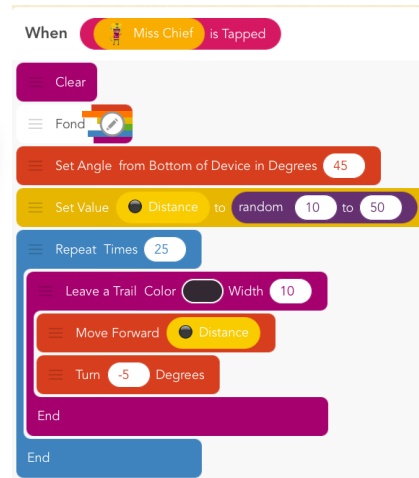 When Miss Chief is Tapped
Clear
Fond
Set Angle from Bottom of Device in Degrees 45
Set Value Distance to random 10 to 50
Repeat Times 25
Leave a Trail Color Width 10
Move Forward Distance
Turn -5 Degrees
End
End